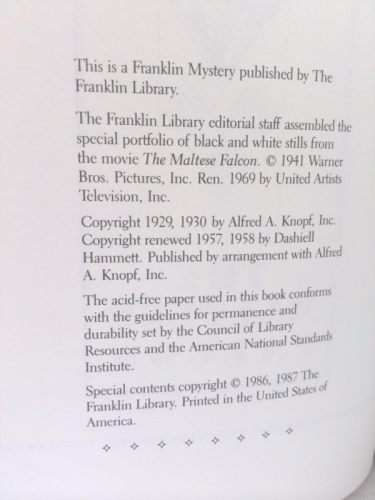 This is a Franklin Mystery published by The
Franklin Library.
The Franklin Library editorial staff assembled the
special portfolio of black and white stills from
the movie The Maltese Falcon. © 1941 Warner
Bros. Pictures, Inc. Ren. 1969 by United Artists
Television, Inc.
Copyright 1929, 1930 by Alfred A. Knopf, Inc.
Copyright renewed 1957, 1958 by Dashiell
Hammett. Published by arrangement with Alfred
A. Knopf, Inc.
The acid-free paper used in this book conforms
with the guidelines for permanence and
durability set by the Council of Library
Resources and the American National Standards
Institute.
Special contents copyright © 1986, 1987 The
Franklin Library. Printed in the United States of
America.